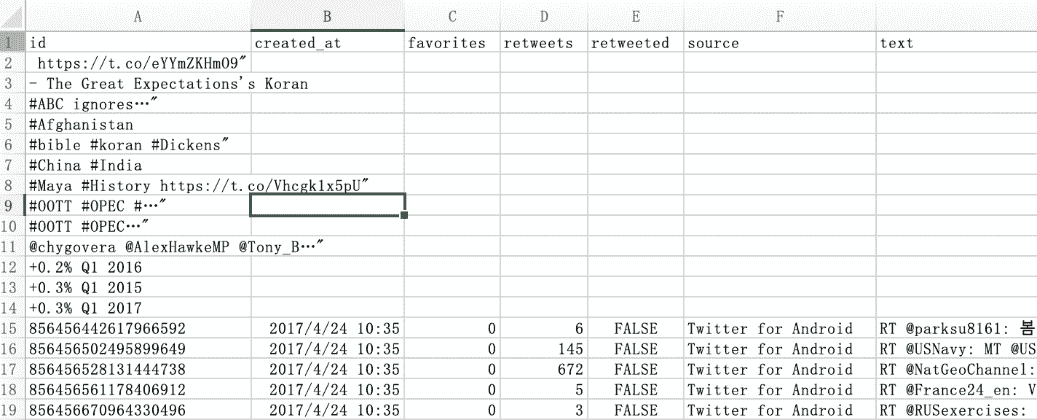 A B C D E F
1 id created_at favorites retweets retweeted source text
2 https://t.co/eYYmZKHmO9"
3 - The Great Expectations's Koran
4 #ABC ignores…"
5 #Afghanistan
6 #bible #koran #Dickens"
7 #China #India
8 #Maya #History https://t.co/Vhcgk1x5pU"
9 #OOTT #OPEC #…"
10 #OOTT #OPEC…"
11 @chygovera @AlexHawkeMP @Tony_B…"
12 +0.2% Q1 2016
13 +0.3% Q1 2015
14 +0.3% Q1 2017
15 856456442617966592 2017/4/24 10:35 0 6 FALSE Twitter for Android RT @parksu8161: 봄
16 856456502495899649 2017/4/24 10:35 0 145 FALSE Twitter for Android RT @USNavy: MT @US
17 856456528131444738 2017/4/24 10:35 0 672 FALSE Twitter for Android RT @NatGeoChannel:
18 856456561178406912 2017/4/24 10:35 0 5 FALSE Twitter for Android RT @France24_en: V
19 856456670964330496 2017/4/24 10:35 0 3 FALSE Twitter for Android RT @RUSexercises: